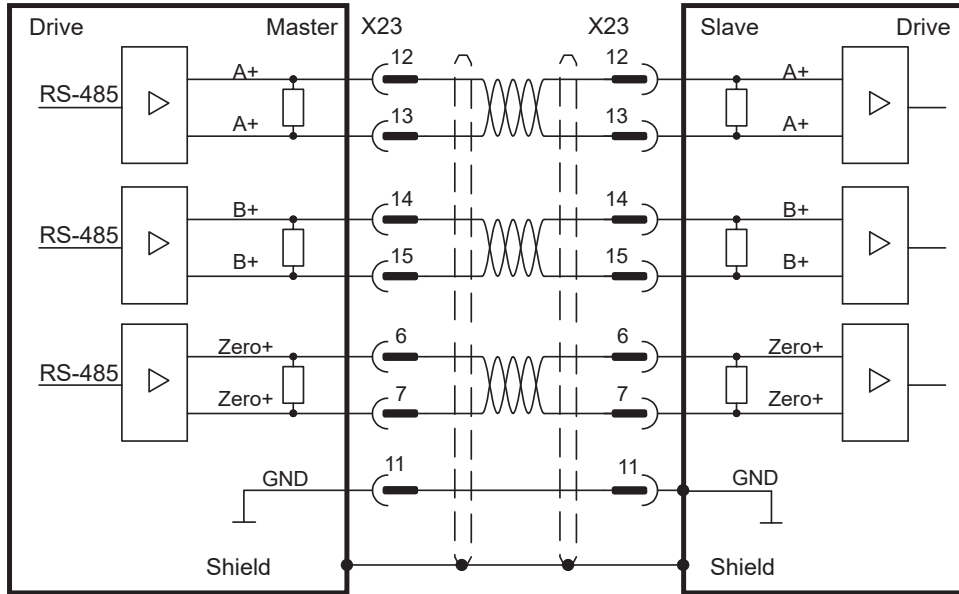 Drive Master X23 X23 Slave Drive
12 12
A+ A+
RS-485
13 13
A+ A+
14 14
B+ B+
RS-485
15 15
B+ B+
6 6
Zero+ Zero+
RS-485
7 7
Zero+ Zero+
11 11
GND GND
Shield Shield